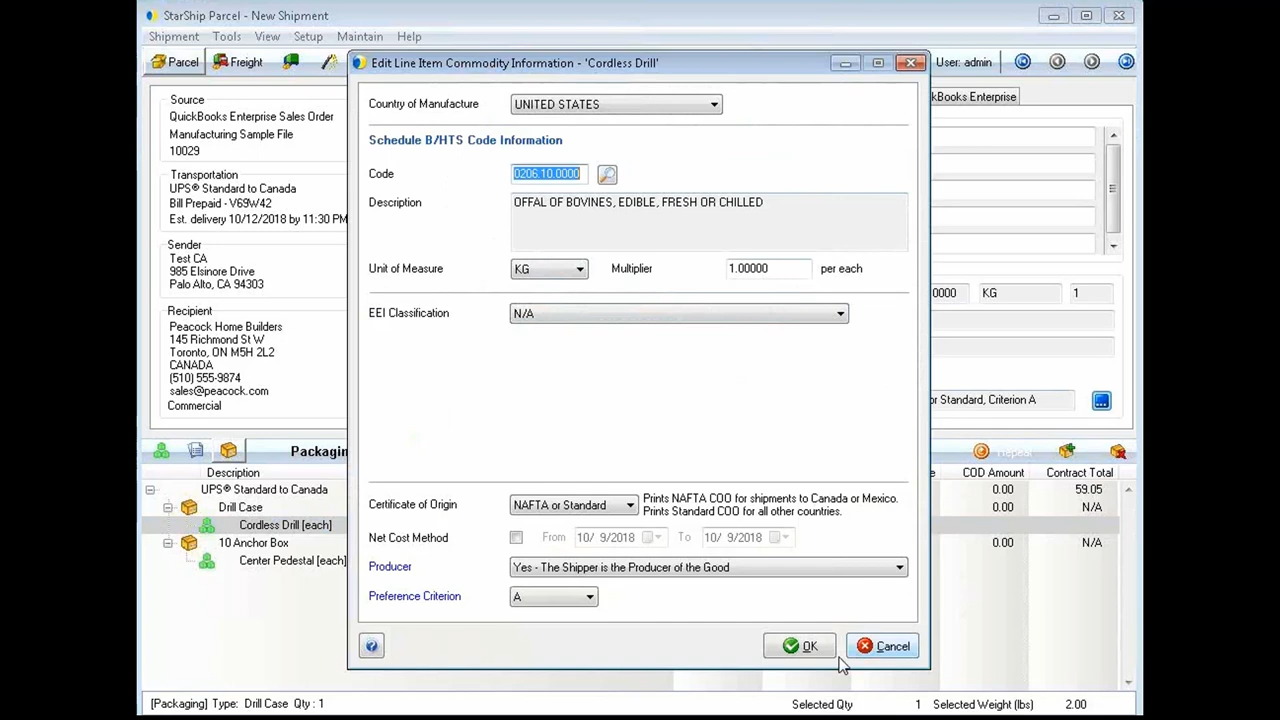 StarShip Parcel - New Shipment
Shipment Tools View Setup Maintain Help
Parcel Freight User: admin
Edit Line Item Commodity Information - 'Cordless Drill'
Source
QuickBooks Enterprise Sales Order
Manufacturing Sample File
10029
Transportation
UPS® Standard to Canada
Bill Prepaid - V69W42
Est. delivery 10/12/2018 by 11:30 PM
Sender
Test CA
985 Elsinore Drive
Palo Alto, CA 94303
Recipient
Peacock Home Builders
145 Richmond St W
Toronto, ON M5H 2L2
CANADA
(510) 555-9874
sales@peacock.com
Commercial
Country of Manufacture UNITED STATES
Schedule B/HTS Code Information
Code 0206.10.0000
Description OFFAL OF BOVINES, EDIBLE, FRESH OR CHILLED
Unit of Measure KG Multiplier 1.00000 per each
EEI Classification N/A
Certificate of Origin NAFTA or Standard Prints NAFTA COO for shipments to Canada or Mexico.
Prints Standard COO for all other countries.
Net Cost Method From 10/ 9/2018 To 10/ 9/2018
Producer Yes - The Shipper is the Producer of the Good
Preference Criterion A
OK Cancel
kBooks Enterprise
0000 KG 1
or Standard, Criterion A
Packagin Repeat
Description COD Amount Contract Total
UPS® Standard to Canada 0.00 59.05
Drill Case 0.00 N/A
Cordless Drill [each]
10 Anchor Box 0.00 N/A
Center Pedestal [each]
[Packaging] Type: Drill Case Qty : 1 Selected Qty 1 Selected Weight (lbs) 2.00